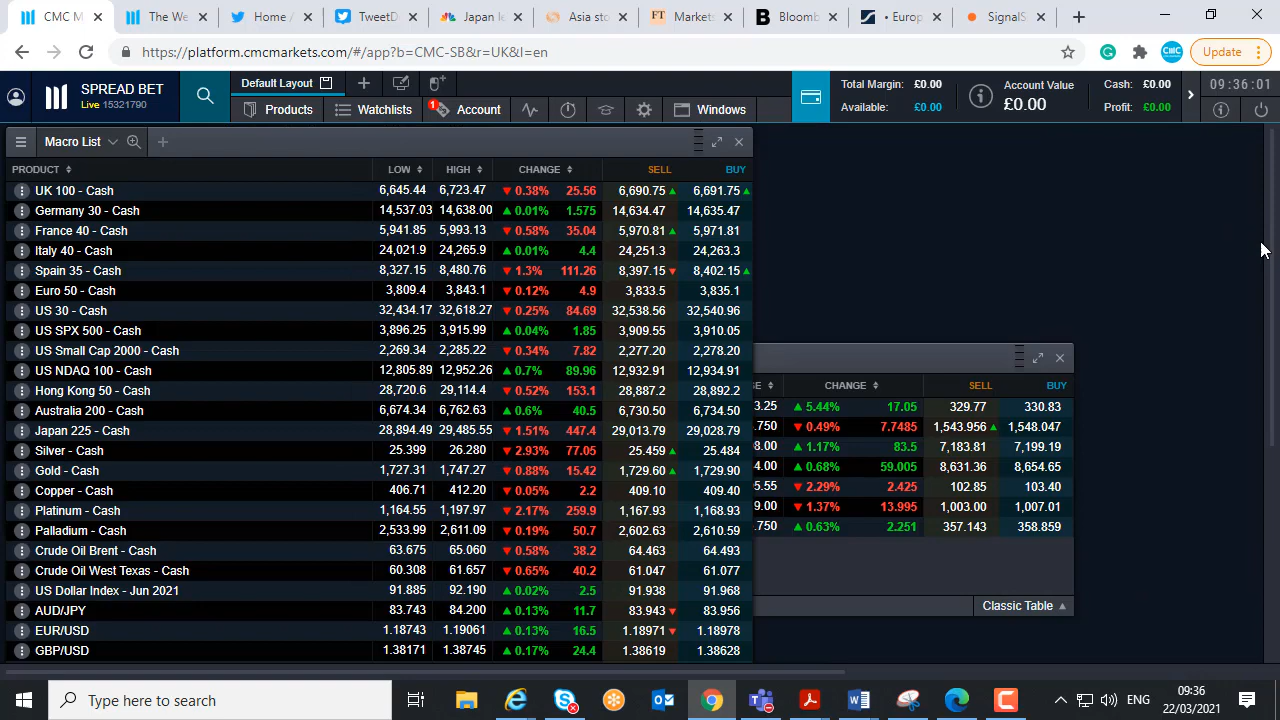 CMC M
The We
Home /
TweetD
Japan I
Asia sto
FT Markets
B Bloomb
• Europ
SignalS
https://platform.cmcmarkets.com/#/app?b=CMC-SB&r=UK&l=en
G CMC Update
SPREAD BET
Live 15321790
Default Layout
Products Watchlists 1 Account Windows
Total Margin: £0.00
Available: £0.00
Account Value
£0.00
Cash: £0.00
Profit: £0.00
09:36:01
Macro List
PRODUCT LOW HIGH CHANGE SELL BUY
UK 100 - Cash 6,645.44 6,723.47 0.38% 25.56 6,690.75 6,691.75
Germany 30 - Cash 14,537.03 14,638.00 0.01% 1.575 14,634.47 14,635.47
France 40 - Cash 5,941.85 5,993.13 0.58% 35.04 5,970.81 5,971.81
Italy 40 - Cash 24,021.9 24,265.9 0.01% 4.4 24,251.3 24,263.3
Spain 35 - Cash 8,327.15 8,480.76 1.3% 111.26 8,397.15 8,402.15
Euro 50 - Cash 3,809.4 3,843.1 0.12% 4.9 3,833.5 3,835.1
US 30 - Cash 32,434.17 32,618.27 0.25% 84.69 32,538.56 32,540.96
US SPX 500 - Cash 3,896.25 3,915.99 0.04% 1.85 3,909.55 3,910.05
US Small Cap 2000 - Cash 2,269.34 2,285.22 0.34% 7.82 2,277.20 2,278.20
US NDAQ 100 - Cash 12,805.89 12,952.26 0.7% 89.96 12,932.91 12,934.91
Hong Kong 50 - Cash 28,720.6 29,114.4 0.52% 153.1 28,887.2 28,892.2
Australia 200 - Cash 6,674.34 6,762.63 0.6% 40.5 6,730.50 6,734.50
Japan 225 - Cash 28,894.49 29,485.55 1.51% 447.4 29,013.79 29,028.79
Silver - Cash 25.399 26.280 2.93% 77.05 25.459 25.484
Gold - Cash 1,727.31 1,747.27 0.88% 15.42 1,729.60 1,729.90
Copper - Cash 406.71 412.20 0.05% 2.2 409.10 409.40
Platinum - Cash 1,164.55 1,197.97 2.17% 259.9 1,167.93 1,168.93
Palladium - Cash 2,533.99 2,611.09 0.19% 50.7 2,602.63 2,610.59
Crude Oil Brent - Cash 63.675 65.060 0.58% 38.2 64.463 64.493
Crude Oil West Texas - Cash 60.308 61.657 0.65% 40.2 61.047 61.077
US Dollar Index - Jun 2021 91.885 92.190 0.02% 2.5 91.938 91.968
AUD/JPY 83.743 84.200 0.13% 11.7 83.943 83.956
EUR/USD 1.18743 1.19061 0.13% 16.5 1.18971 1.18978
GBP/USD 1.38171 1.38745 0.17% 24.4 1.38619 1.38628
GE CHANGE SELL BUY
3.25 5.44% 17.05 329.77 330.83
.750 0.49% 7.7485 1,543.956 1,548.047
8.00 1.17% 83.5 7,183.81 7,199.19
4.00 0.68% 59.005 8,631.36 8,654.65
5.55 2.29% 2.425 102.85 103.40
9.00 1.37% 13.995 1,003.00 1,007.01
.750 0.63% 2.251 357.143 358.859
Classic Table
Type here to search
ENG
09:36
22/03/2021